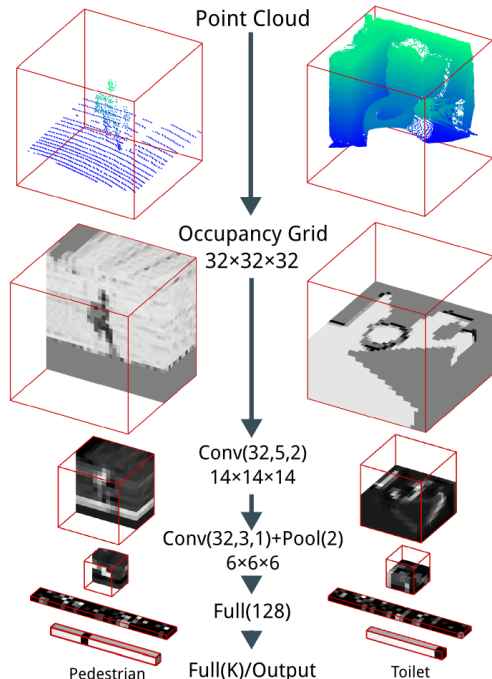 Point Cloud
Occupancy Grid
32×32×32
Conv(32,5,2)
14×14×14
Conv(32,3,1)+Pool(2)
6×6×6
Full(128)
Pedestrian
Full(K)/Output
Toilet